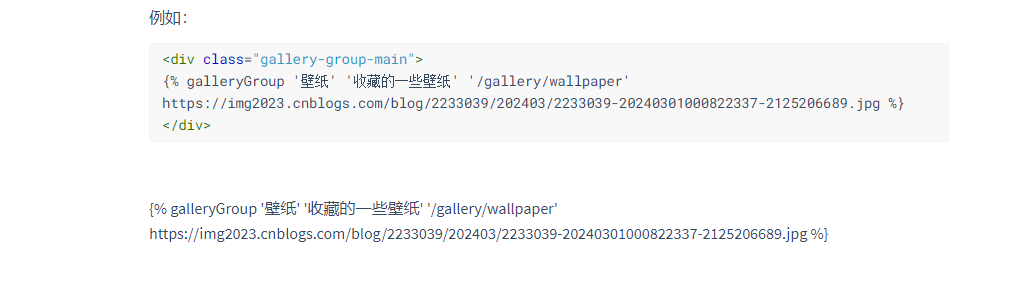 例如：
<div class="gallery-group-main">
{% galleryGroup '壁纸' '收藏的一些壁纸' '/gallery/wallpaper'
https://img2023.cnblogs.com/blog/2233039/202403/2233039-20240301000822337-2125206689.jpg %}
</div>
{% galleryGroup '壁纸' '收藏的一些壁纸' '/gallery/wallpaper'
https://img2023.cnblogs.com/blog/2233039/202403/2233039-20240301000822337-2125206689.jpg %}